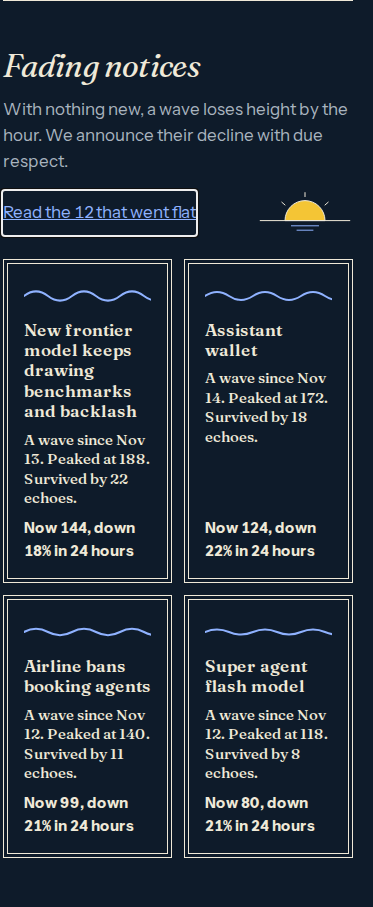 Fading notices
With nothing new, a wave loses height by the
hour. We announce their decline with due
respect.
Read the 12 that went flat
New frontier
model keeps
drawing
benchmarks
and backlash
A wave since Nov
13. Peaked at 188.
Survived by 22
echoes.
Now 144, down
18% in 24 hours
Assistant
wallet
A wave since Nov
14. Peaked at 172.
Survived by 18
echoes.
Now 124, down
22% in 24 hours
Airline bans
booking agents
A wave since Nov
12. Peaked at 140.
Survived by 11
echoes.
Now 99, down
21% in 24 hours
Super agent
flash model
A wave since Nov
12. Peaked at 118.
Survived by 8
echoes.
Now 80, down
21% in 24 hours